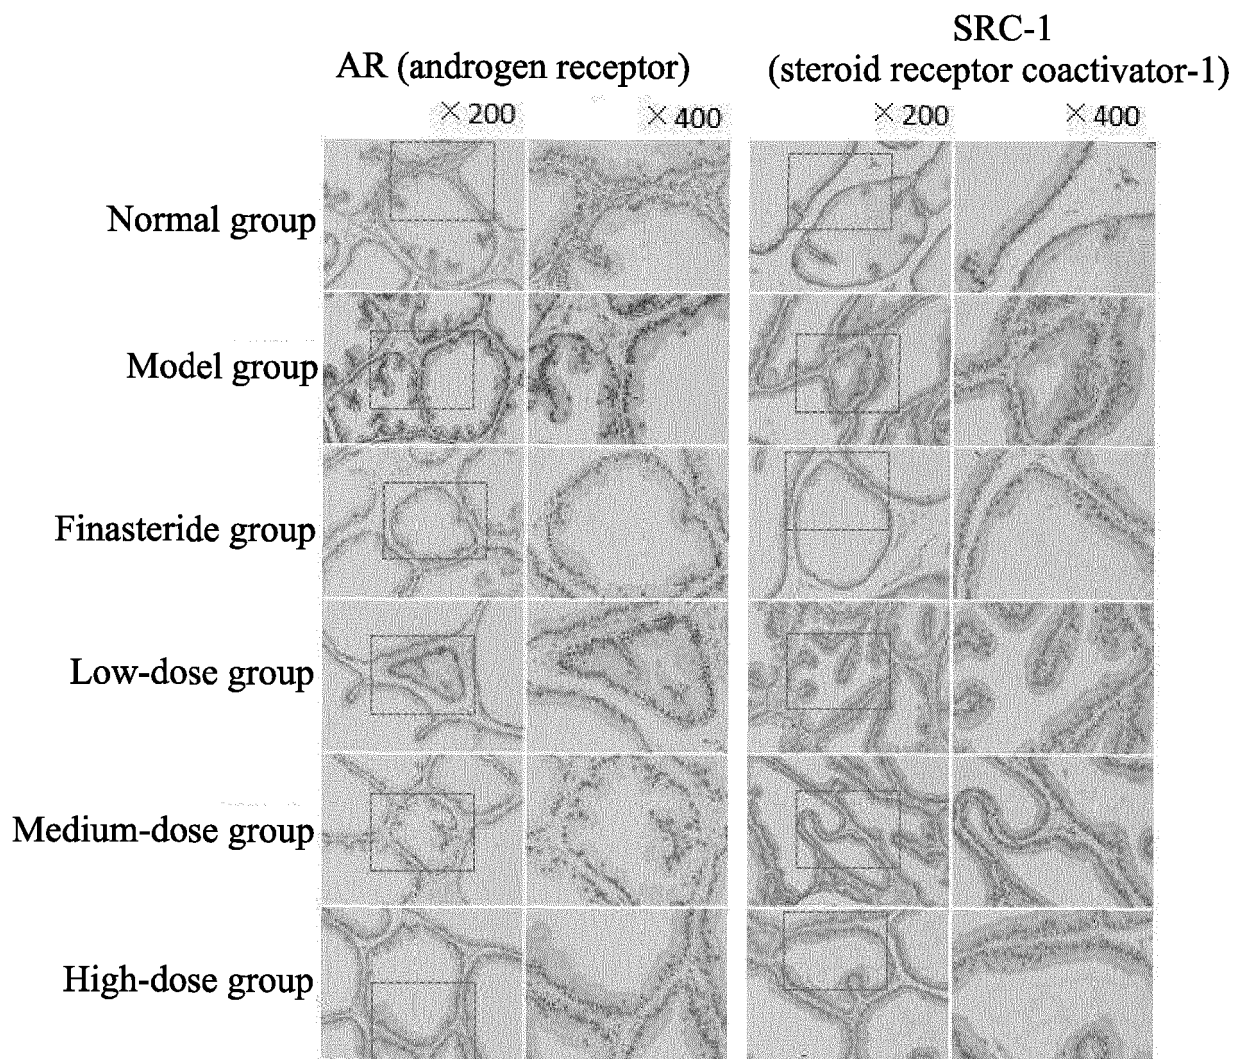 SRC-1
AR (androgen receptor)
(steroid receptor coactivator-1)
×200
×400
×200
×400
Normal group
Model group
Finasteride group
Low-dose group
Medium-dose group
High-dose group